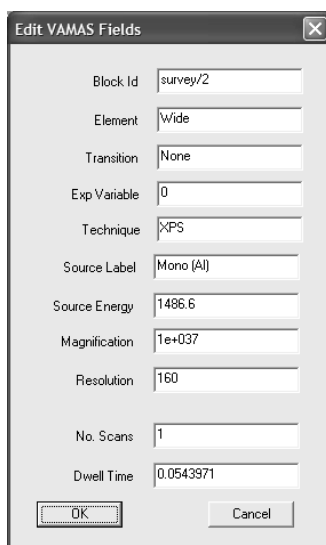 Edit VAMAS Fields
Block Id survey/2
Element Wide
Transition None
Exp Variable 0
Technique XPS
Source Label Mono (Al)
Source Energy 1486.6
Magnification 1e+037
Resolution 160
No. Scans 1
Dwell Time 0.0543971
OK Cancel